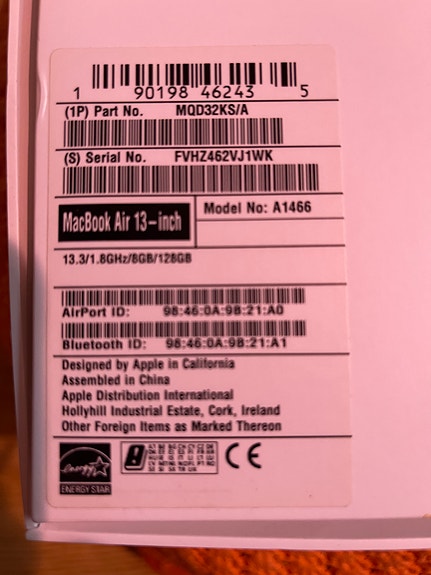 1 90198 46243 5
(1P) Part No. MQD32KS/A
(S) Serial No. FVHZ462VJ1WK
MacBook Air 13-inch
Model No: A1466
13.3/1.8GHz/8GB/128GB
AirPort ID: 98:46:0A:9B:21:A0
Bluetooth ID: 98:46:0A:9B:21:A1
Designed by Apple in California
Assembled in China
Apple Distribution International
Hollyhill Industrial Estate, Cork, Ireland
Other Foreign Items as Marked Thereon
energy
ENERGY STAR
CE